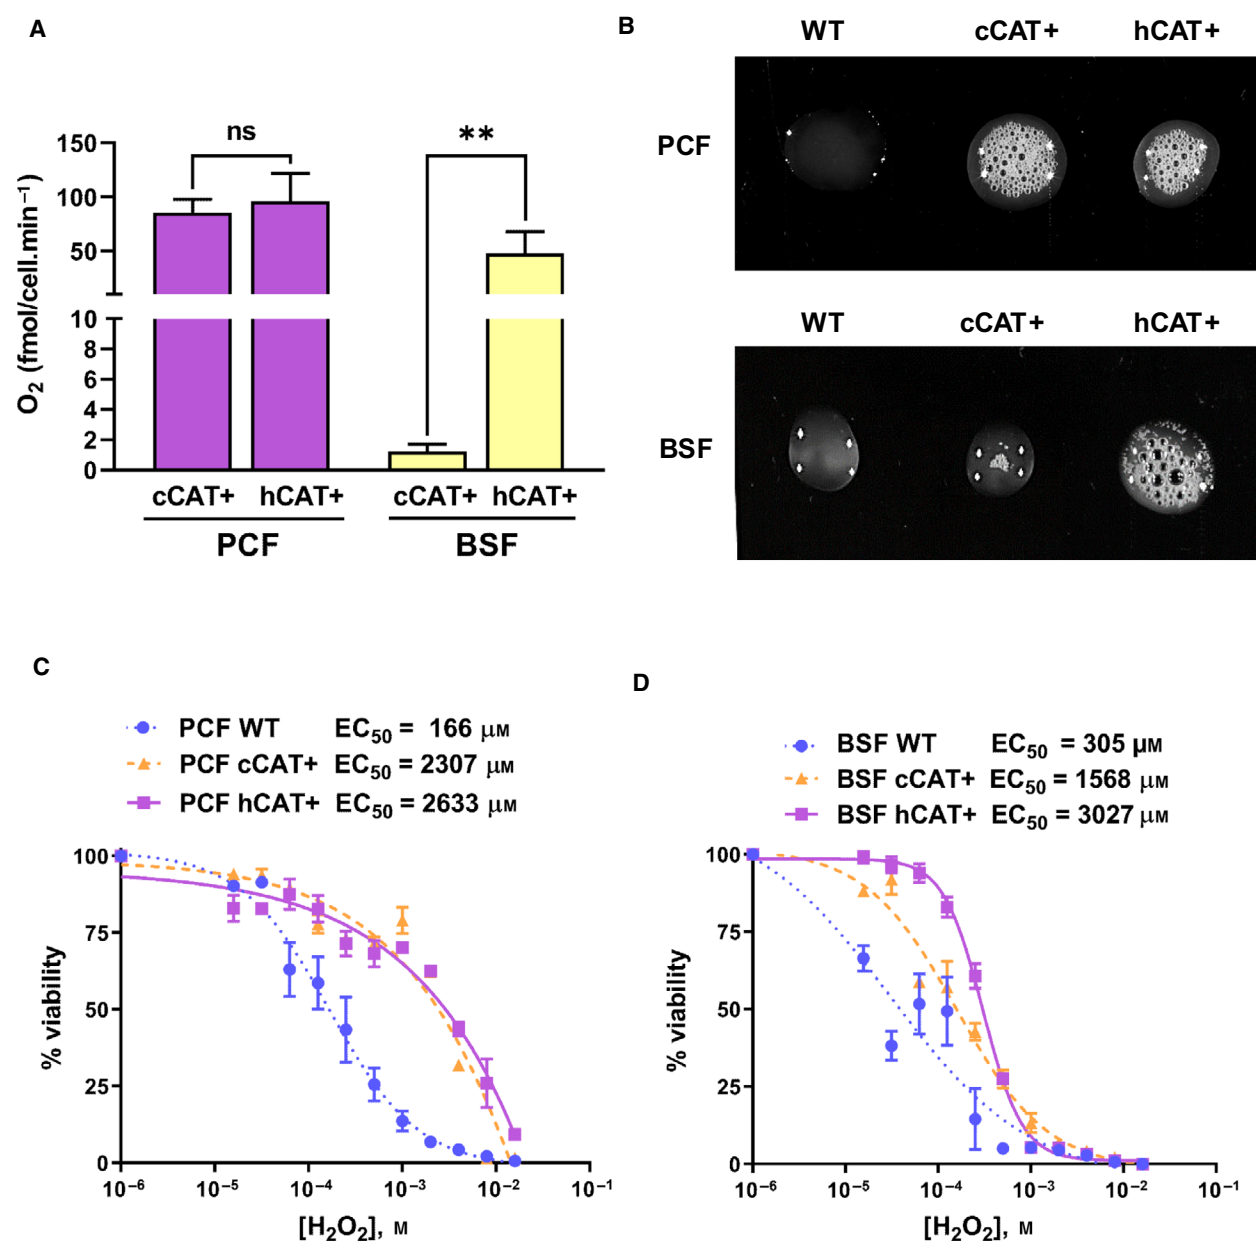 A
O₂ (fmol/cell.min⁻¹)
150
100
50
10
8
6
4
2
0
ns
**
cCAT+ hCAT+ cCAT+ hCAT+
PCF BSF
B
WT cCAT+ hCAT+
PCF
WT cCAT+ hCAT+
BSF
C
PCF WT EC₅₀ = 166 μM
PCF cCAT+ EC₅₀ = 2307 μM
PCF hCAT+ EC₅₀ = 2633 μM
% viability
100
75
50
25
0
10⁻⁶ 10⁻⁵ 10⁻⁴ 10⁻³ 10⁻² 10⁻¹
[H₂O₂], M
D
BSF WT EC₅₀ = 305 μM
BSF cCAT+ EC₅₀ = 1568 μM
BSF hCAT+ EC₅₀ = 3027 μM
% viability
100
75
50
25
0
10⁻⁶ 10⁻⁵ 10⁻⁴ 10⁻³ 10⁻² 10⁻¹
[H₂O₂], M